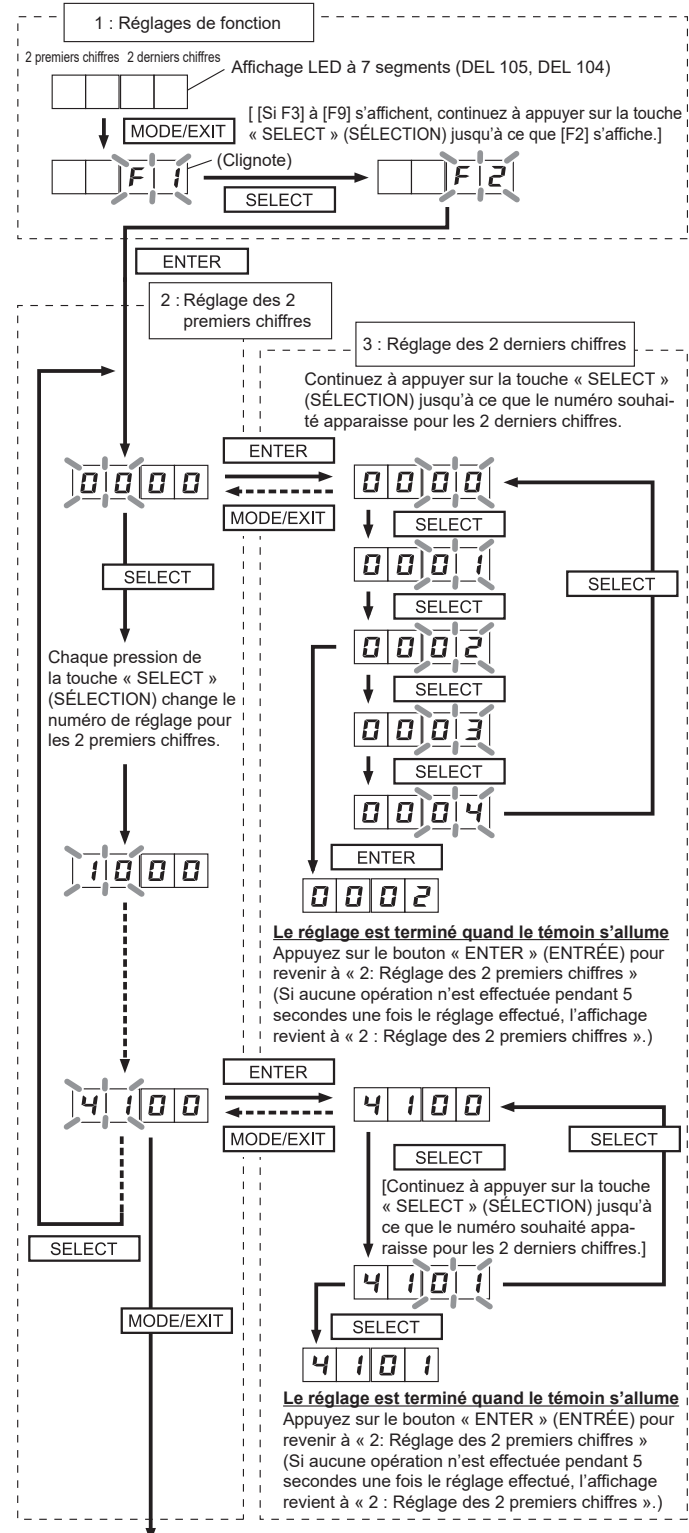 1 : Réglages de fonction
2 premiers chiffres 2 derniers chiffres
Affichage LED à 7 segments (DEL 105, DEL 104)
MODE/EXIT
[ [Si F3] à [F9] s’affichent, continuez à appuyer sur la touche
« SELECT » (SÉLECTION) jusqu’à ce que [F2] s’affiche.]
F 1
(Clignote)
SELECT
F 2
ENTER
2 : Réglage des 2
premiers chiffres
3 : Réglage des 2 derniers chiffres
Continuez à appuyer sur la touche « SELECT »
(SÉLECTION) jusqu’à ce que le numéro souhai-
té apparaisse pour les 2 derniers chiffres.
0 0 0 0
ENTER
MODE/EXIT
0 0 0 0
SELECT
0 0 0 1
SELECT
0 0 0 2
SELECT
0 0 0 3
SELECT
0 0 0 4
SELECT
SELECT
Chaque pression de
la touche « SELECT »
(SÉLECTION) change le
numéro de réglage pour
les 2 premiers chiffres.
1 0 0 0
ENTER
0 0 0 2
Le réglage est terminé quand le témoin s’allume
Appuyez sur le bouton « ENTER » (ENTRÉE) pour
revenir à « 2: Réglage des 2 premiers chiffres »
(Si aucune opération n’est effectuée pendant 5
secondes une fois le réglage effectué, l’affichage
revient à « 2 : Réglage des 2 premiers chiffres ».)
4 1 0 0
ENTER
MODE/EXIT
4 1 0 0
SELECT
SELECT
[Continuez à appuyer sur la touche
« SELECT » (SÉLECTION) jusqu’à
ce que le numéro souhaité appa-
raisse pour les 2 derniers chiffres.]
4 1 0 1
SELECT
4 1 0 1
SELECT
MODE/EXIT
Le réglage est terminé quand le témoin s’allume
Appuyez sur le bouton « ENTER » (ENTRÉE) pour
revenir à « 2: Réglage des 2 premiers chiffres »
(Si aucune opération n’est effectuée pendant 5
secondes une fois le réglage effectué, l’affichage
revient à « 2 : Réglage des 2 premiers chiffres ».)